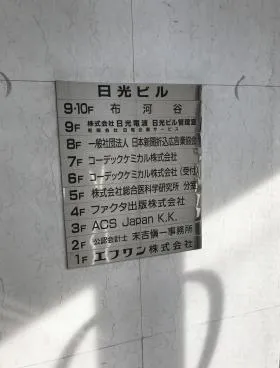 日光ビル
9·10F 布河谷
9F 株式会社 日光電波 日光ビル管理室
8F 一般社団法人 日本新聞折込広告業協会
7F コーデックケミカル株式会社
6F コーデックケミカル株式会社(受付)
5F 株式会社総合医科学研究所 分室
4F ファクタ出版株式会社
3F ACS Japan K.K.
2F 公認会計士 末吉愼一事務所
1F エフワン株式会社